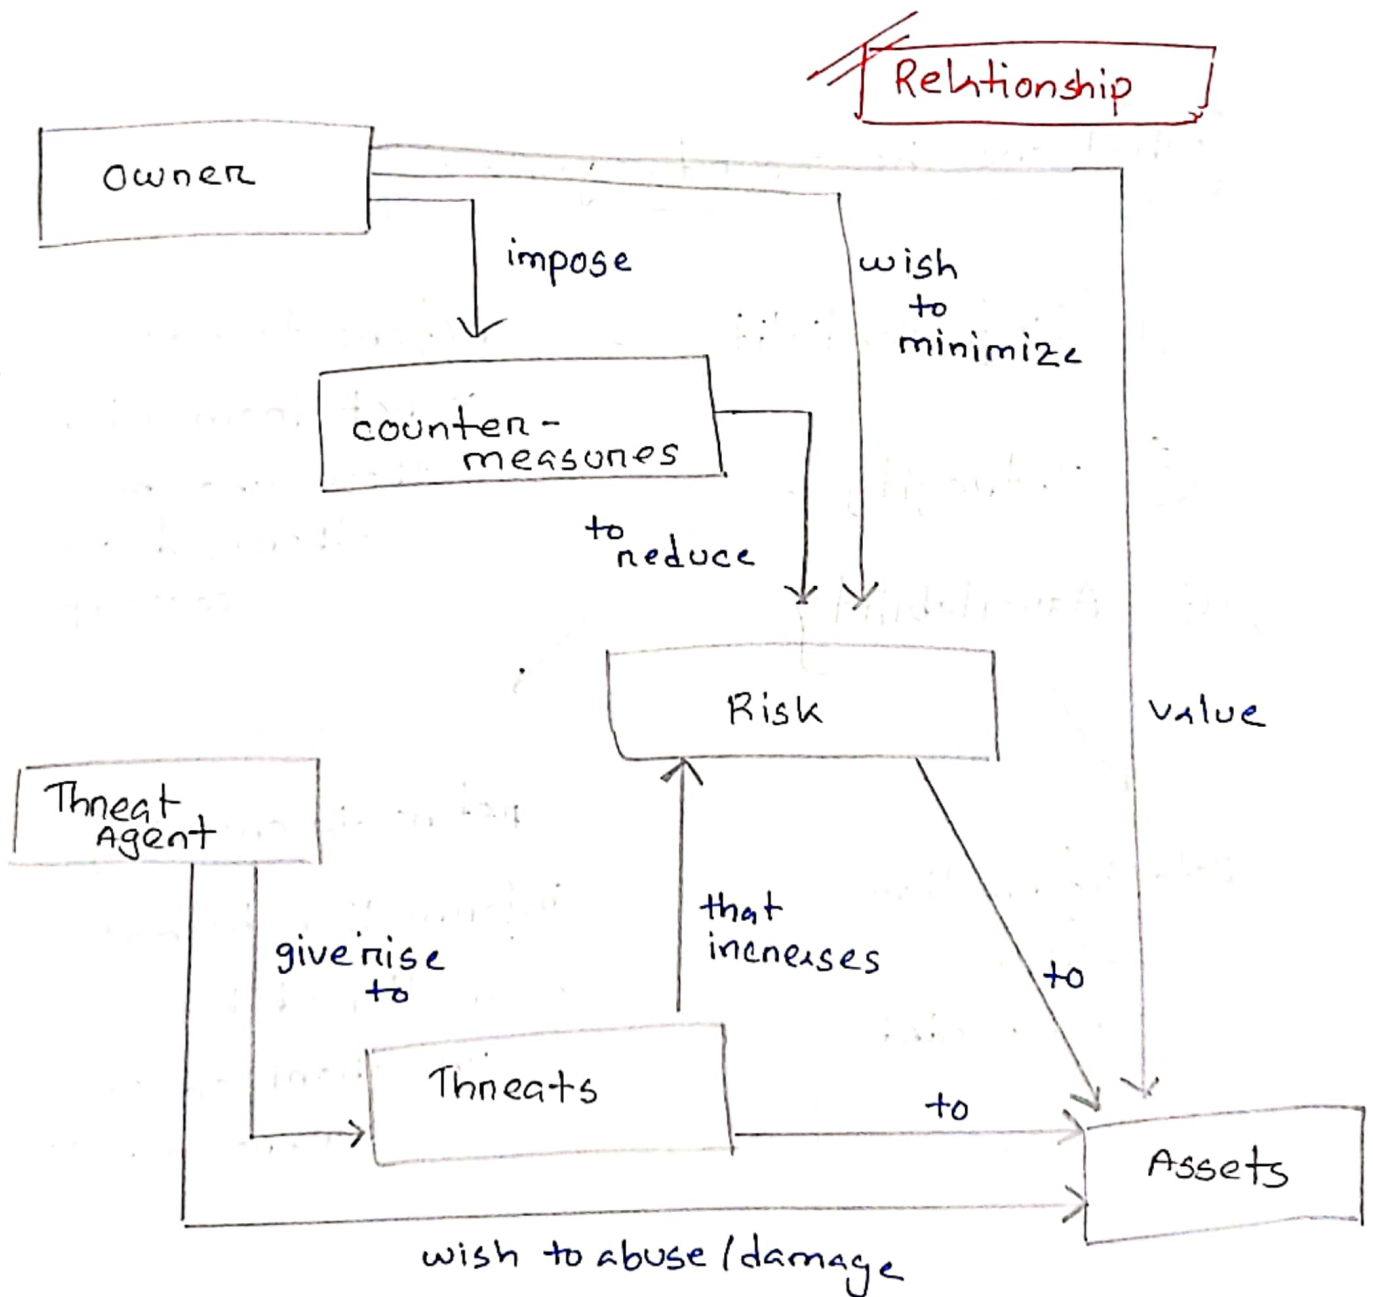 Relationship
Owner
impose
wish
to
minimize
counter-
measures
to
reduce
Risk
value
Threat
Agent
that
increases
give rise
to
to
Threats
to
Assets
wish to abuse/damage